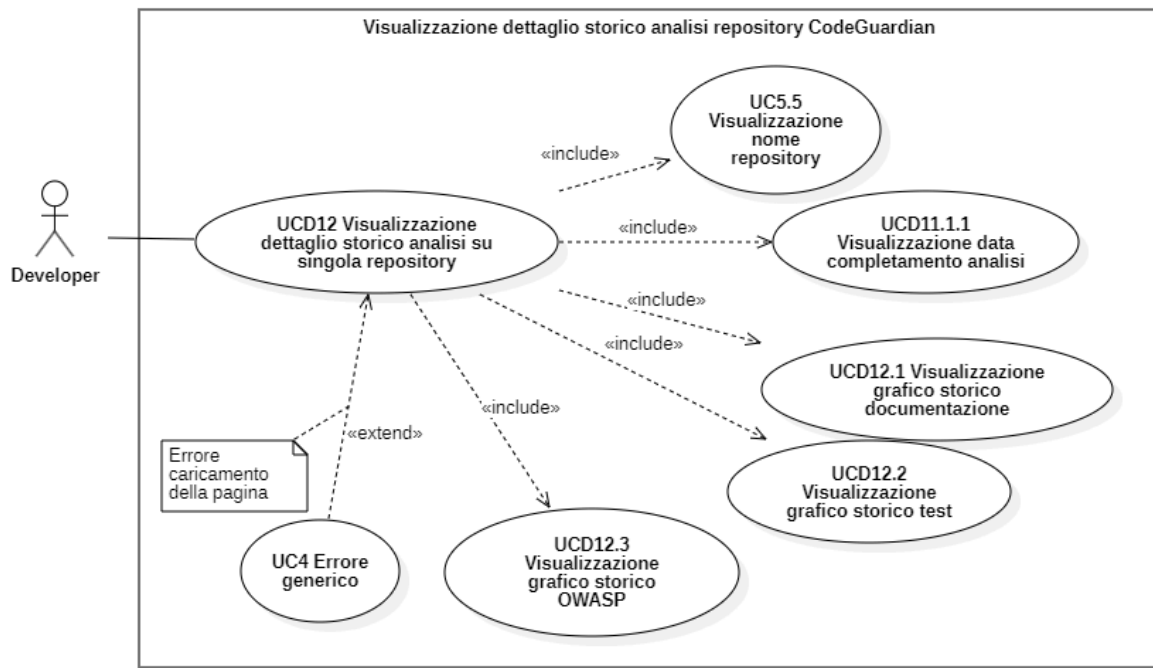 Visualizzazione dettaglio storico analisi repository CodeGuardian
UC5.5
Visualizzazione
nome
repository
«include»
Developer
UCD12 Visualizzazione
dettaglio storico analisi su
singola repository
«include»
UCD11.1.1
Visualizzazione data
completamento analisi
«include»
«include»
UCD12.1 Visualizzazione
grafico storico
documentazione
«include»
«extend»
Errore
caricamento
della pagina
UCD12.2
Visualizzazione
grafico storico test
UC4 Errore
generico
UCD12.3
Visualizzazione
grafico storico
OWASP